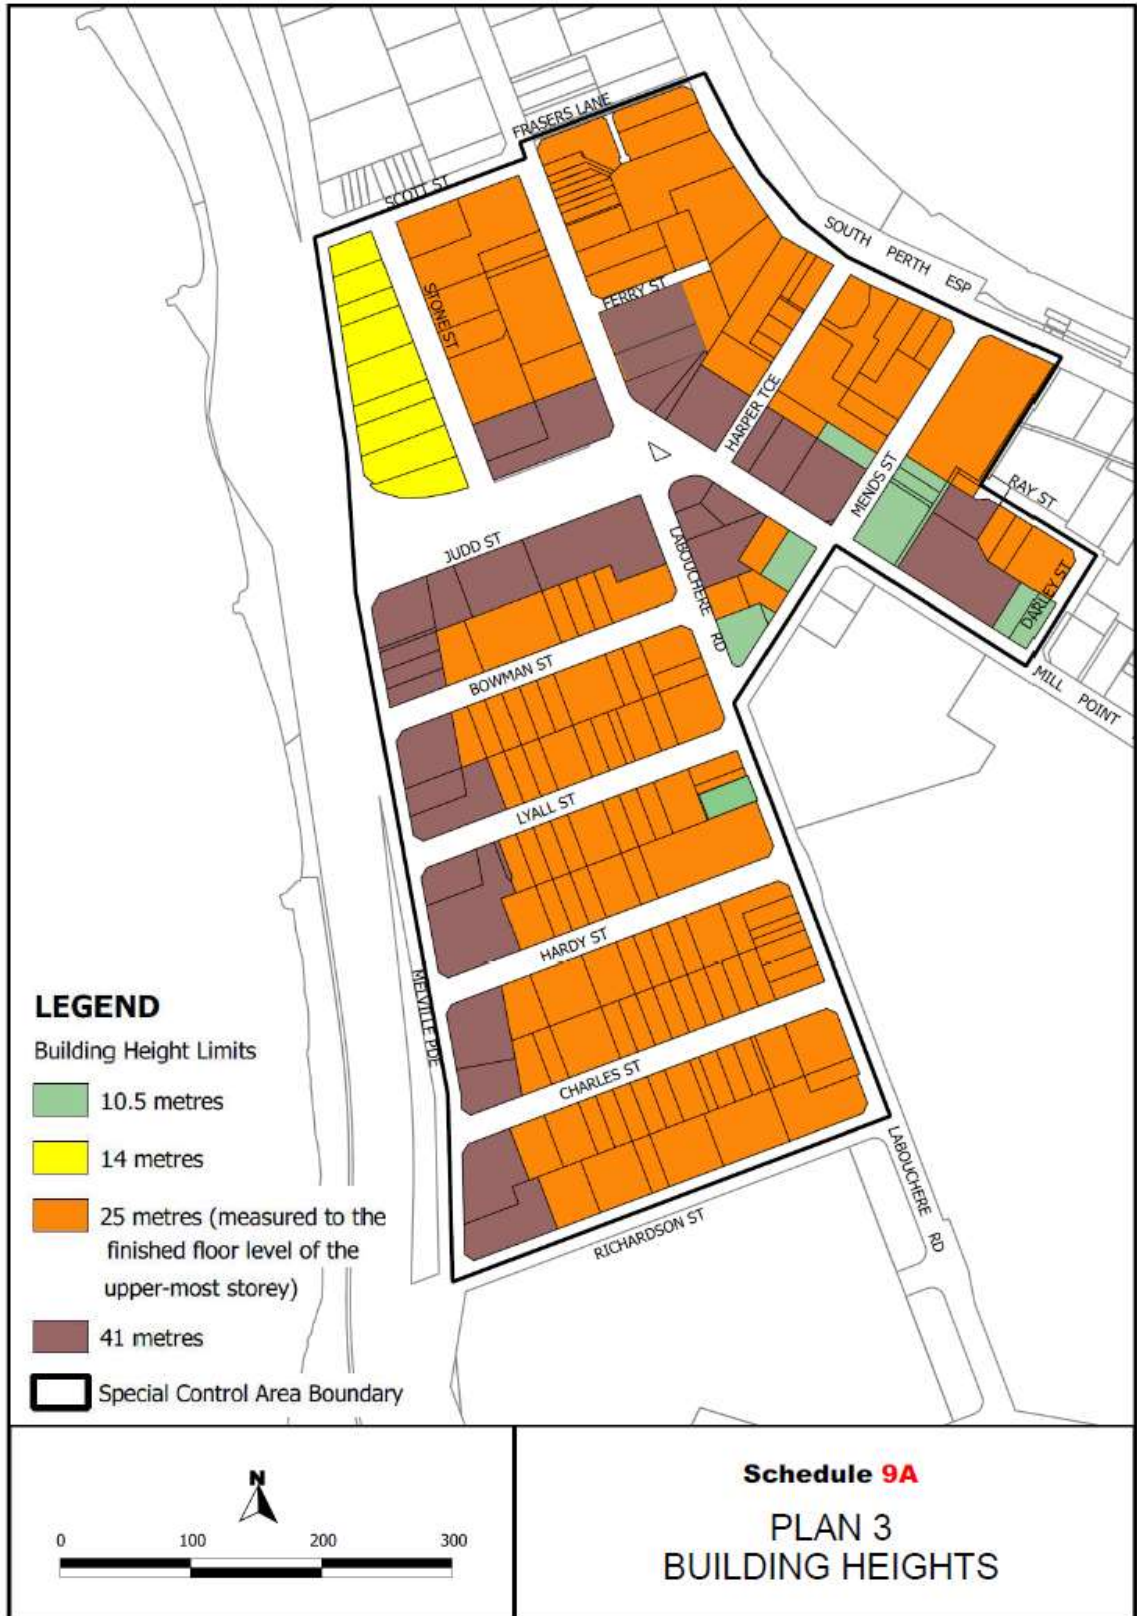 FRASERS LANE
SCOTT ST
SOUTH PERTH ESP
STONE ST
FERRY ST
HARPER TCE
MENDS ST
RAY ST
JUDD ST
LABOUCHERE RD
DARLEY ST
BOWMAN ST
MILL POINT
LYALL ST
HARDY ST
MELVILLE PDE
CHARLES ST
LABOUCHERE RD
RICHARDSON ST
LEGEND
Building Height Limits
10.5 metres
14 metres
25 metres (measured to the
finished floor level of the
upper-most storey)
41 metres
Special Control Area Boundary
N
0 100 200 300
Schedule 9A
PLAN 3
BUILDING HEIGHTS